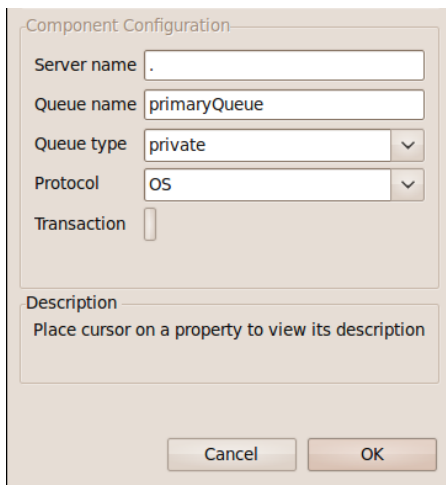 Component Configuration
Server name .
Queue name primaryQueue
Queue type private
Protocol OS
Transaction
Description
Place cursor on a property to view its description
Cancel OK